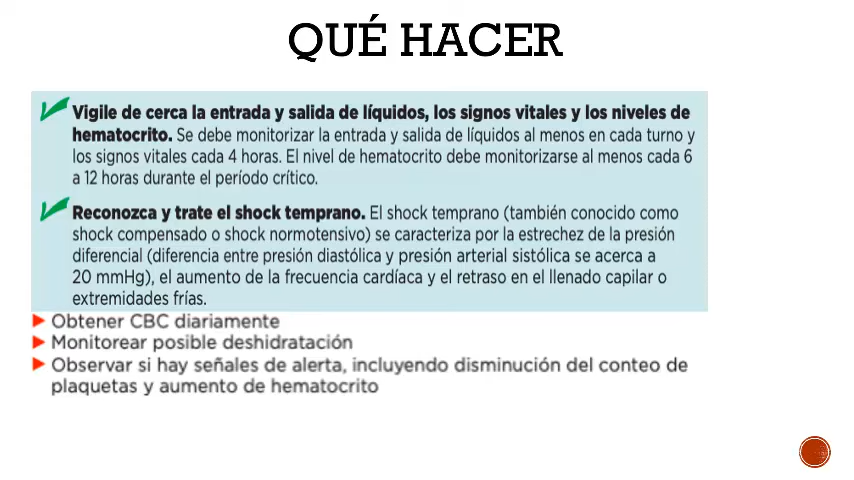 QUÉ HACER
Vigile de cerca la entrada y salida de líquidos, los signos vitales y los niveles de
hematocrito. Se debe monitorizar la entrada y salida de líquidos al menos en cada turno y
los signos vitales cada 4 horas. El nivel de hematocrito debe monitorizarse al menos cada 6
a 12 horas durante el período crítico.
Reconozca y trate el shock temprano. El shock temprano (también conocido como
shock compensado o shock normotensivo) se caracteriza por la estrechez de la presión
diferencial (diferencia entre presión diastólica y presión arterial sistólica se acerca a
20 mmHg), el aumento de la frecuencia cardíaca y el retraso en el llenado capilar o
extremidades frías.
Obtener CBC diariamente
Monitorear posible deshidratación
Observar si hay señales de alerta, incluyendo disminución del conteo de
plaquetas y aumento de hematocrito